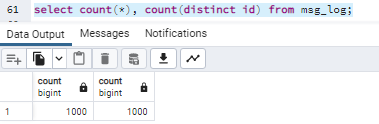 61 select count(*), count(distinct id) from msg_log;
Data Output Messages Notifications
count count
bigint bigint
1 1000 1000